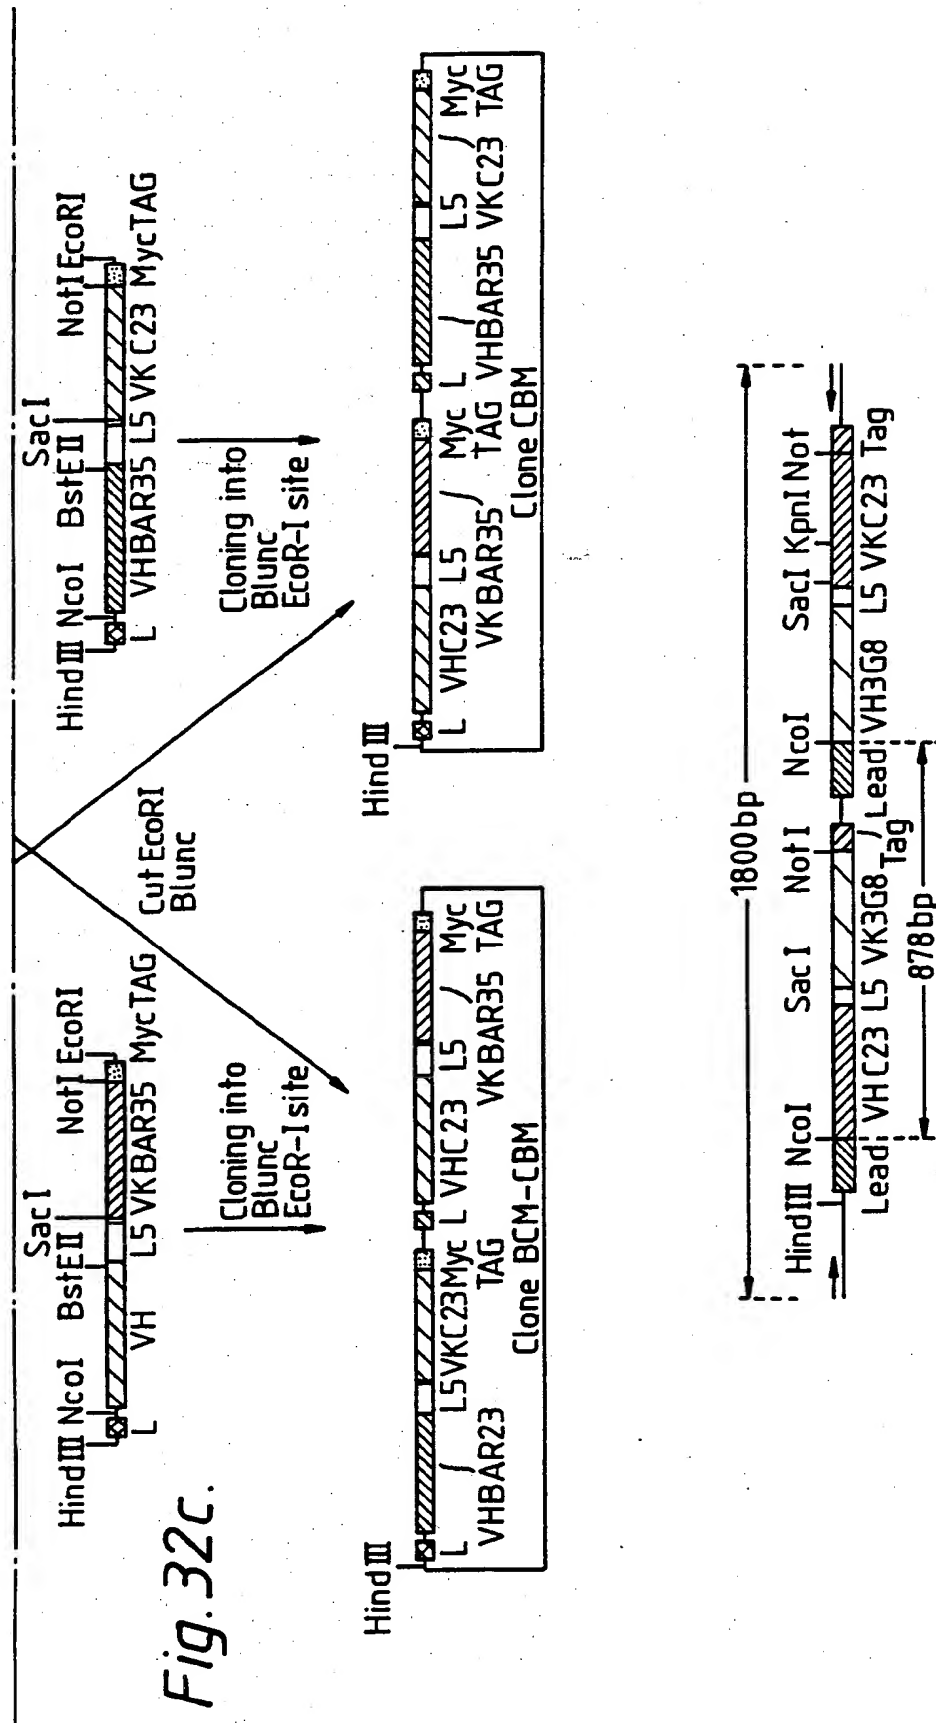 Fig. 32c.
HindIII NcoI BstEII SacI NotI EcoRI
L VH L5 VKBAR35 MycTAG
HindIII NcoI BstEII SacI NotI EcoRI
L VHBAR35 L5 VKC23 MycTAG
Cloning into
Blunc
EcoR-I site
Cut EcoRI
Blunc
Cloning into
Blunc
EcoR-I site
HindIII
L VHBAR23 L5 VKC23 Myc TAG L VHC23 L5 VKBAR35 Myc TAG
Clone BCM-CBM
HindIII
L VHC23 L5 VKBAR35 Myc TAG L VHBAR35 L5 VKC23 Myc TAG
Clone CBM
1800bp
HindIII NcoI SacI NotI NcoI SacI KpnI Not
Lead VHC23 L5 VK3G8 Tag Lead VH3G8 L5 VKC23 Tag
878bp